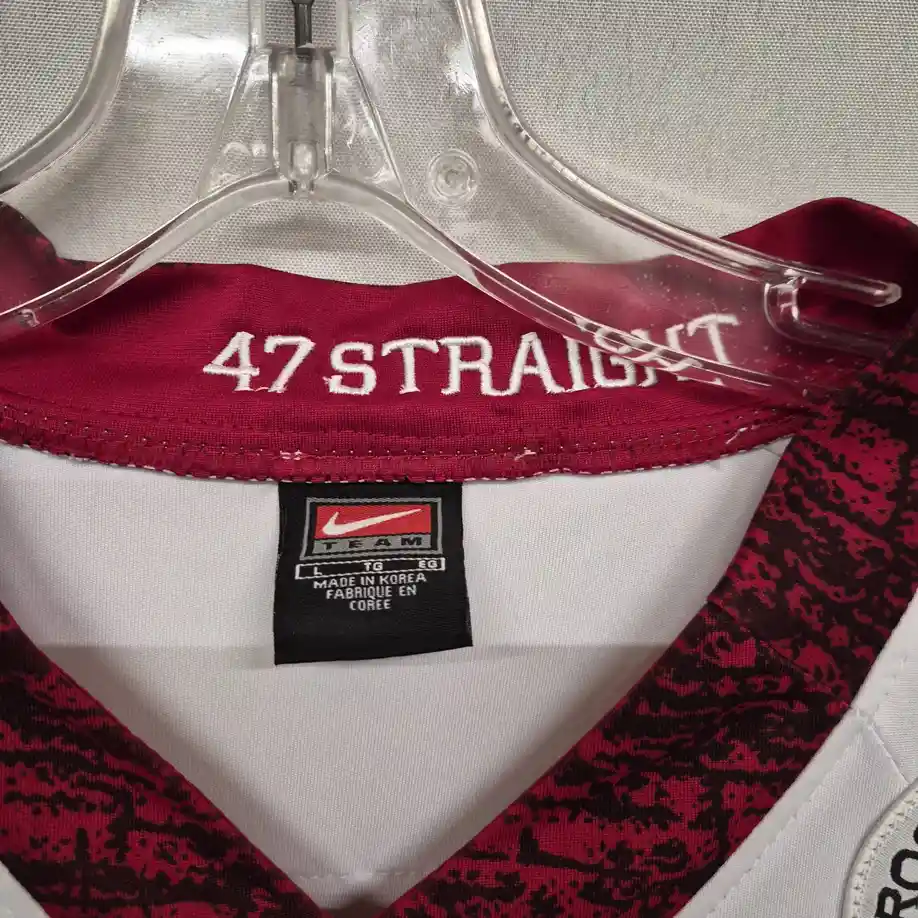 47 STRAIGHT
TEAM
L TG EG
MADE IN KOREA
FABRIQUE EN
COREE